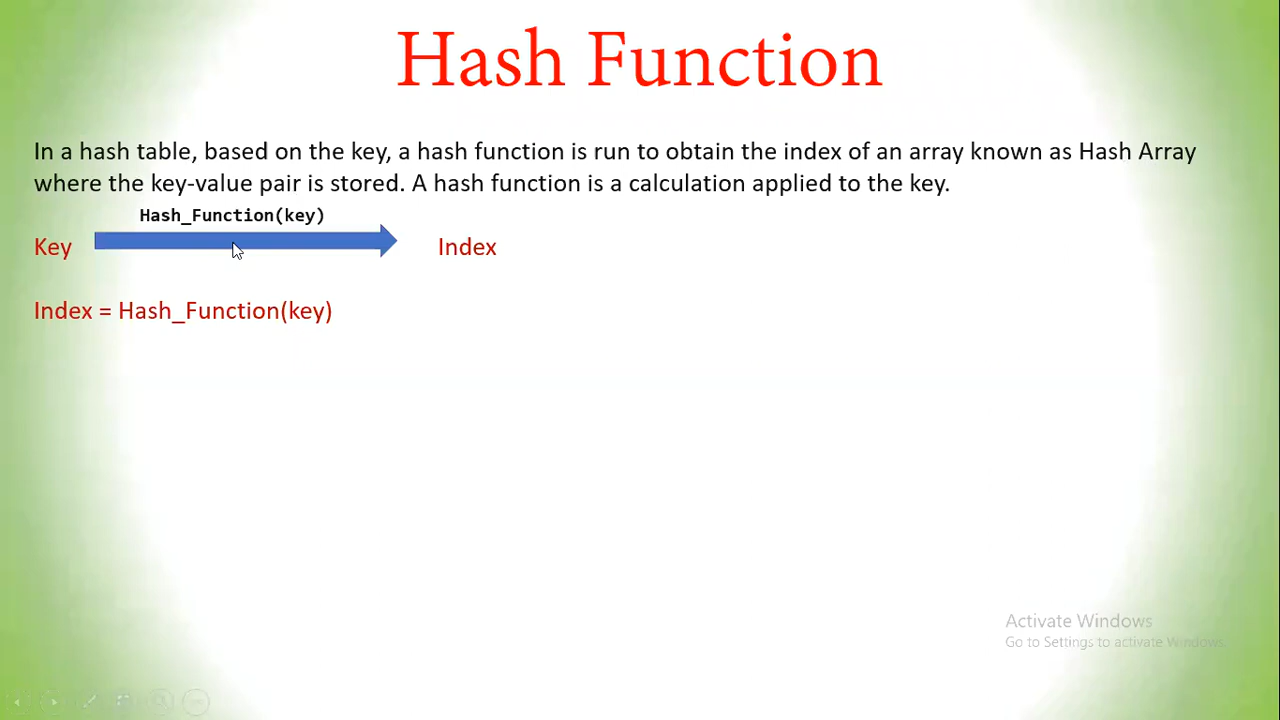 Hash Function
In a hash table, based on the key, a hash function is run to obtain the index of an array known as Hash Array
where the key-value pair is stored. A hash function is a calculation applied to the key.
Hash_Function(key)
Key Index
Index = Hash_Function(key)
Activate Windows
Go to Settings to activate Windows.